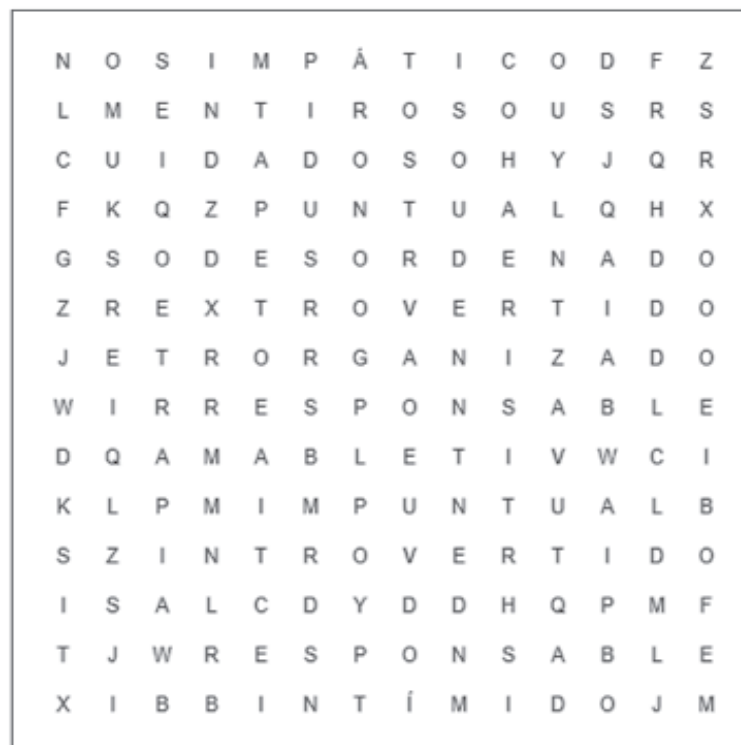 N O S I M P Á T I C O D F Z
L M E N T I R O S O U S R S
C U I D A D O S O H Y J Q R
F K Q Z P U N T U A L Q H X
G S O D E S O R D E N A D O
Z R E X T R O V E R T I D O
J E T R O R G A N I Z A D O
W I R R E S P O N S A B L E
D Q A M A B L E T I V W C I
K L P M I M P U N T U A L B
S Z I N T R O V E R T I D O
I S A L C D Y D D H Q P M F
T J W R E S P O N S A B L E
X I B B I N T Í M I D O J M